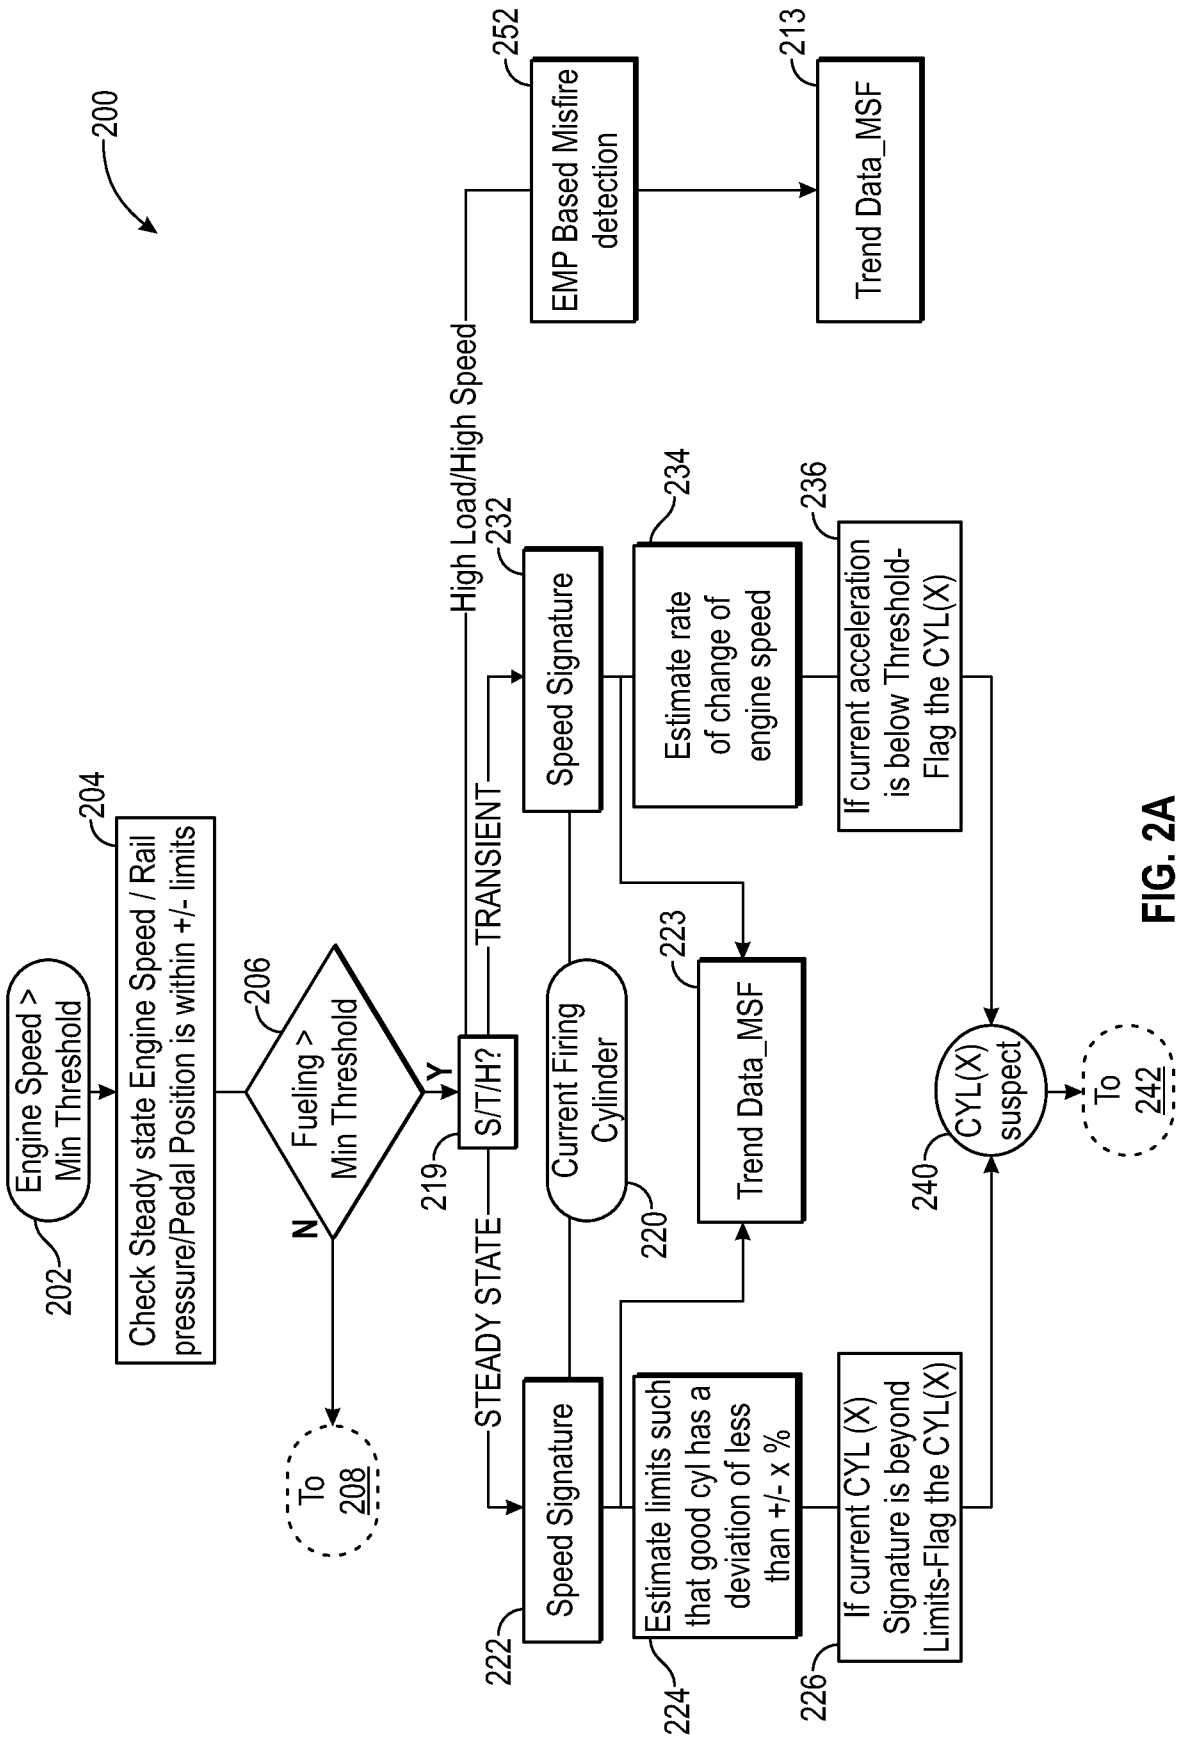 200
202
Engine Speed >
Min Threshold
204
Check Steady state Engine Speed / Rail
pressure/Pedal Position is within +/- limits
206
Fueling >
Min Threshold
N
Y
To
208
219
S/T/H?
STEADY STATE
TRANSIENT
High Load/High Speed
222
Speed Signature
220
Current Firing
Cylinder
232
Speed Signature
252
EMP Based Misfire
detection
224
Estimate limits such
that good cyl has a
deviation of less
than +/- x %
223
Trend Data_MSF
234
Estimate rate
of change of
engine speed
213
Trend Data_MSF
226
If current CYL (X)
Signature is beyond
Limits-Flag the CYL(X)
236
If current acceleration
is below Threshold-
Flag the CYL(X)
240
CYL(X)
suspect
To
242
FIG. 2A